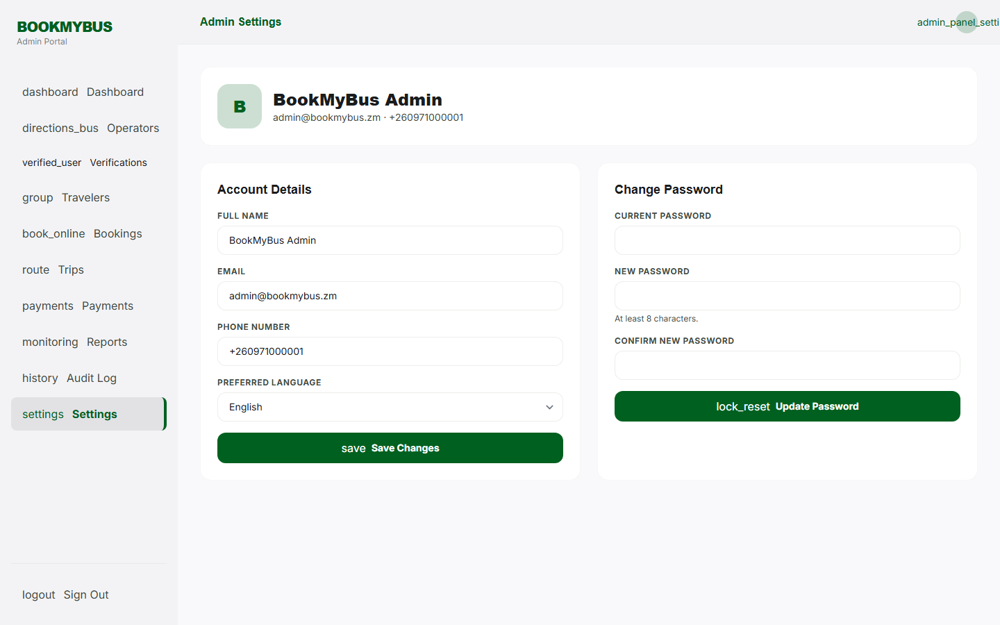 BOOKMYBUS
Admin Portal
dashboard Dashboard
directions_bus Operators
verified_user Verifications
group Travelers
book_online Bookings
route Trips
payments Payments
monitoring Reports
history Audit Log
settings Settings
logout Sign Out
Admin Settings
admin_panel_setti
B
BookMyBus Admin
admin@bookmybus.zm · +260971000001
Account Details
FULL NAME
BookMyBus Admin
EMAIL
admin@bookmybus.zm
PHONE NUMBER
+260971000001
PREFERRED LANGUAGE
English
save Save Changes
Change Password
CURRENT PASSWORD
NEW PASSWORD
At least 8 characters.
CONFIRM NEW PASSWORD
lock_reset Update Password